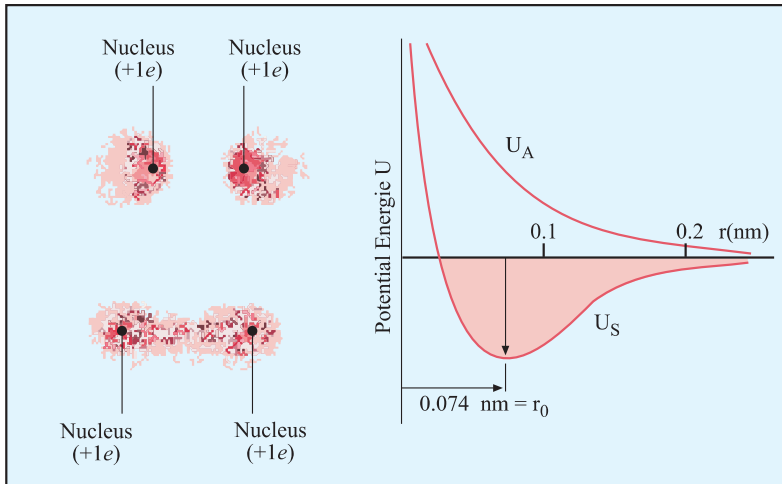 Nucleus
(+1e)
Nucleus
(+1e)
Nucleus
(+1e)
Nucleus
(+1e)
Potential Energie U
U_A
0.1
0.2
r(nm)
U_S
0.074 nm = r_0